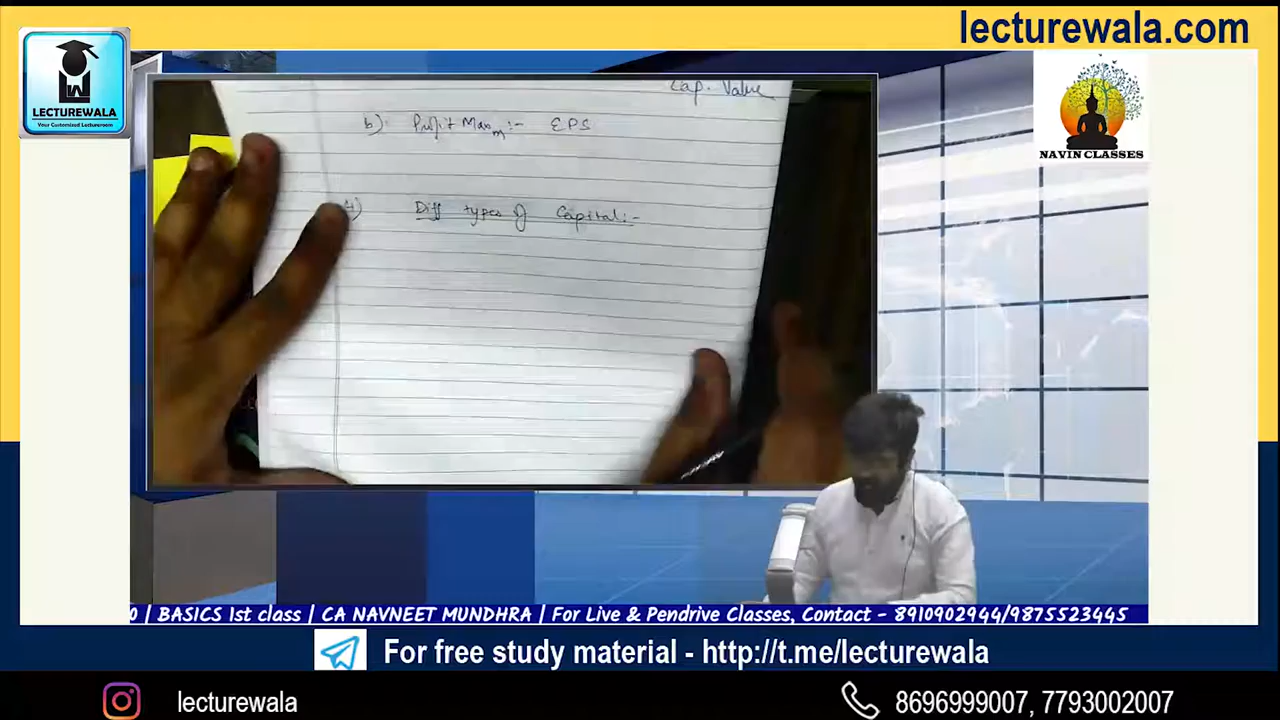 lecturewala.com
LECTUREWALA
Your Customized Lectureroom
NAVIN CLASSES
Cap. Value
b):- Profit Maxm :- EPS
4) Diff types of Capital:-
0 | BASICS 1st class | CA NAVNEET MUNDHRA | For Live & Pendrive Classes, Contact - 8910902944/9875523445
For free study material - http://t.me/lecturewala
lecturewala
8696999007, 7793002007